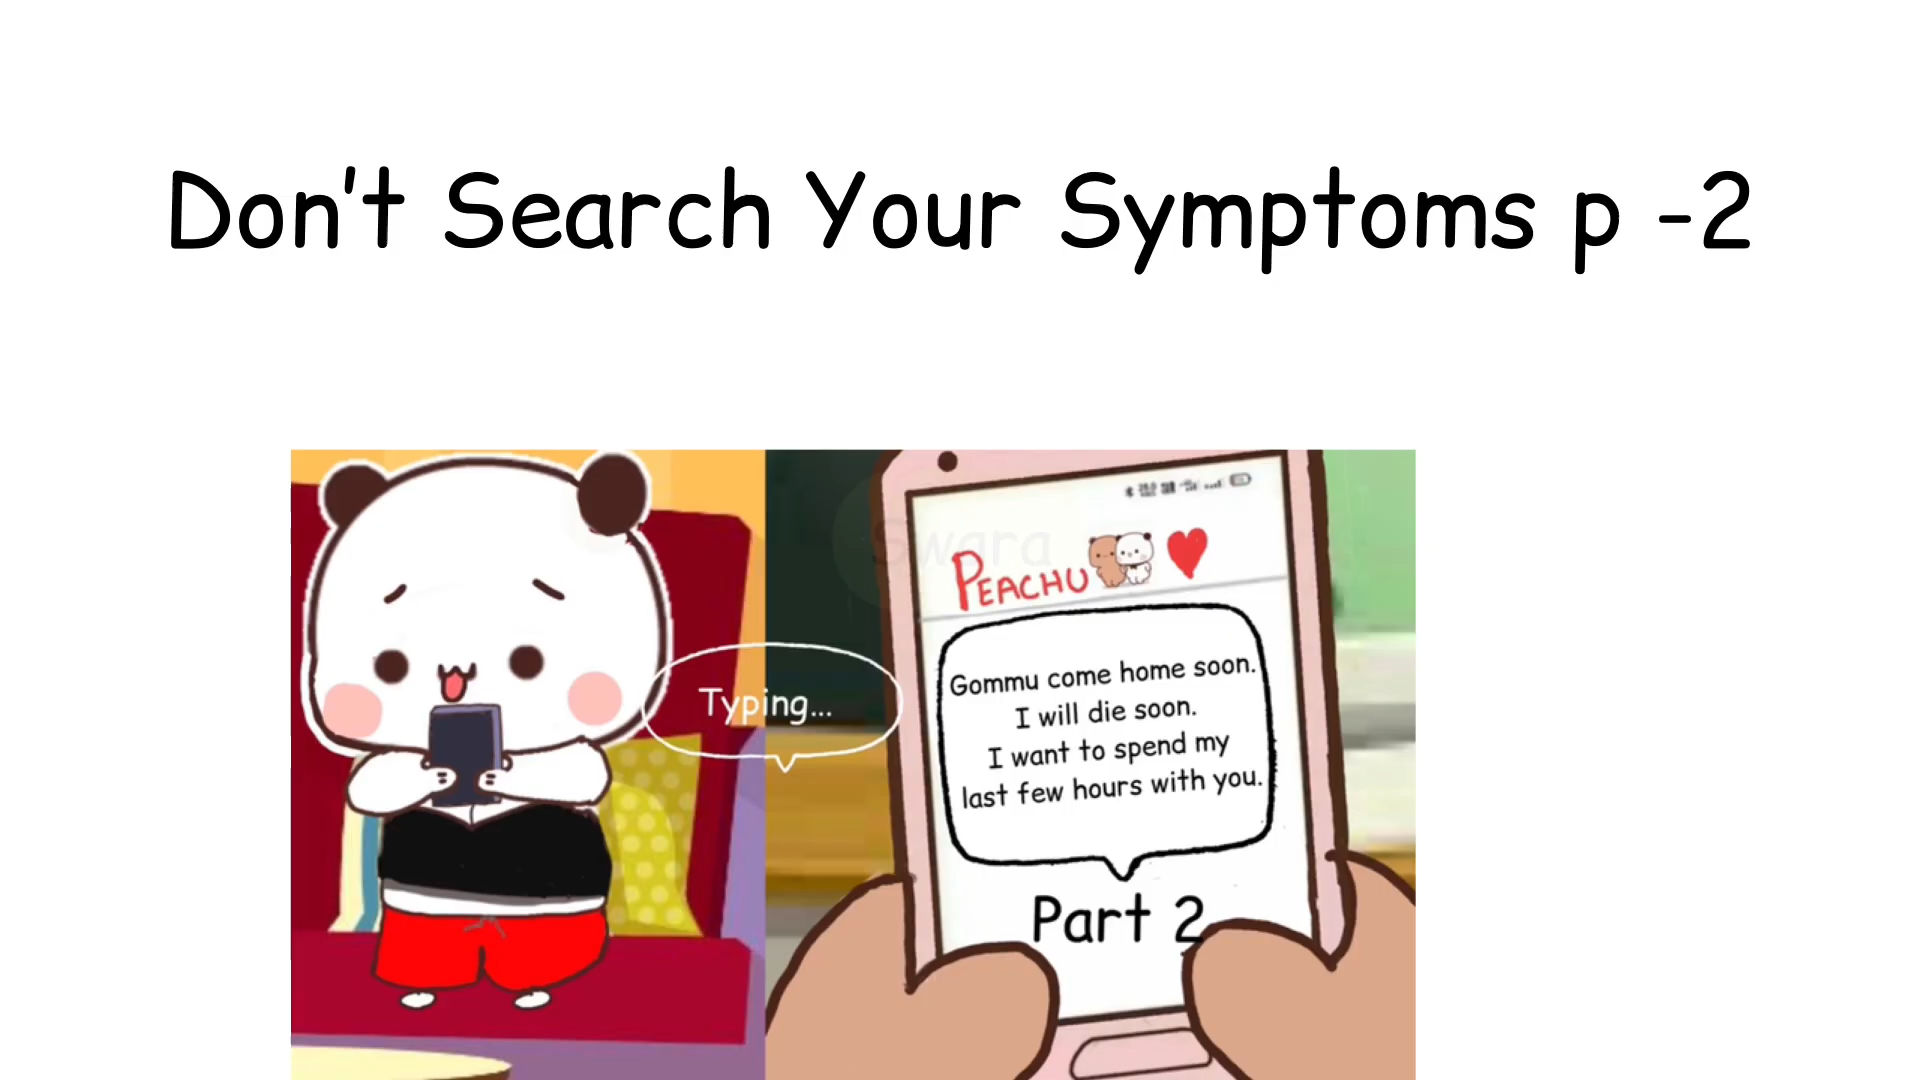 Don't Search Your Symptoms p -2
Swara
PEACHU
Typing...
Gommu come home soon.
I will die soon.
I want to spend my
last few hours with you.
Part 2